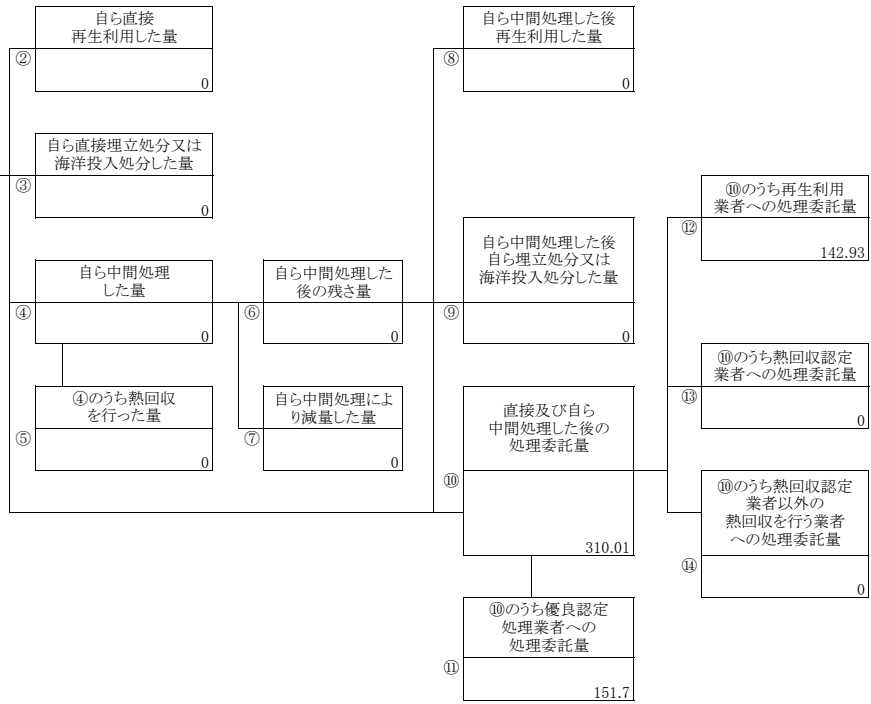 自ら直接
再生利用した量
②
0
自ら直接埋立処分又は
海洋投入処分した量
③
0
自ら中間処理
した量
④
0
④のうち熱回収
を行った量
⑤
0
自ら中間処理した
後の残さ量
⑥
0
自ら中間処理によ
り減量した量
⑦
0
自ら中間処理した後
再生利用した量
⑧
0
自ら中間処理した後
自ら埋立処分又は
海洋投入処分した量
⑨
0
直接及び自ら
中間処理した後の
処理委託量
⑩
310.01
⑩のうち優良認定
処理業者への
処理委託量
⑪
151.7
⑩のうち再生利用
業者への処理委託量
⑫
142.93
⑩のうち熱回収認定
業者への処理委託量
⑬
0
⑩のうち熱回収認定
業者以外の
熱回収を行う業者
への処理委託量
⑭
0